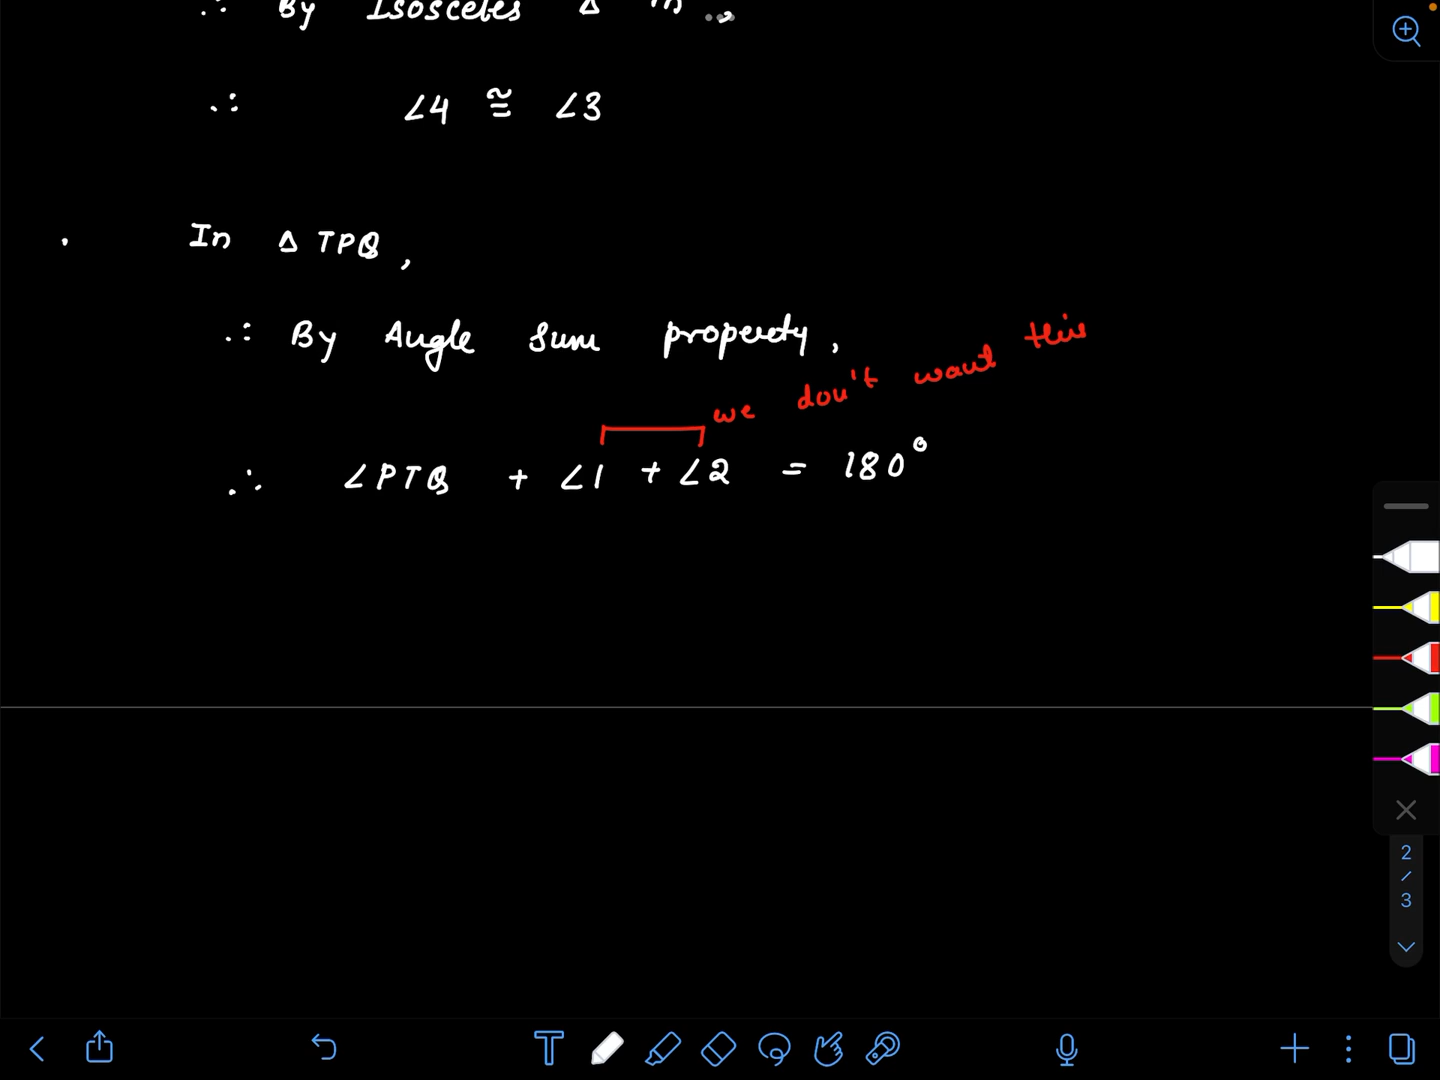 ∴ By Isosceles Δ th
∴ ∠4 ≅ ∠3
. In Δ TPQ,
∴ By Angle Sum property,
we don't want this
∴ ∠PTQ + ∠1 + ∠2 = 180°
2
/
3
T